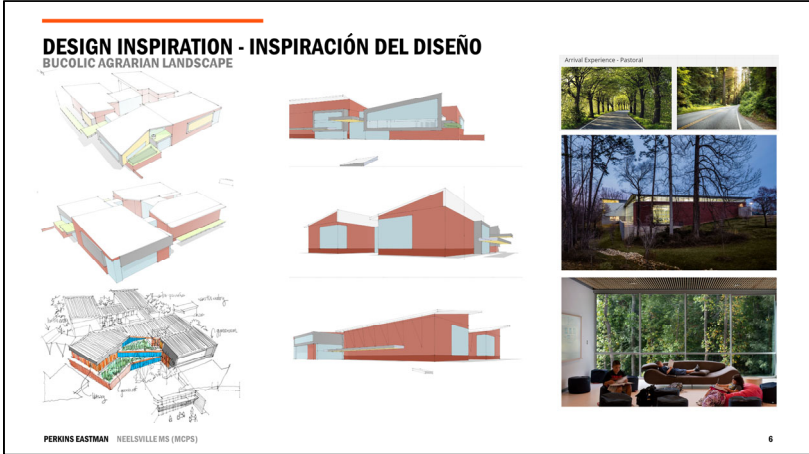 DESIGN INSPIRATION - INSPIRACIÓN DEL DISEÑO
BUCOLIC AGRARIAN LANDSCAPE
Arrival Experience - Pastoral
PERKINS EASTMAN NEELSVILLE MS (MCPS)
6